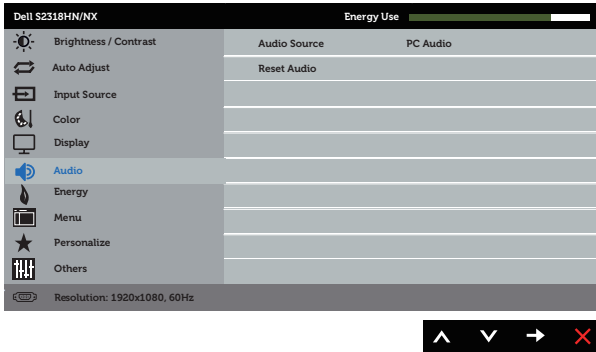 Dell S2318HN/NX Energy Use
Brightness / Contrast Audio Source PC Audio
Auto Adjust Reset Audio
Input Source
Color
Display
Audio
Energy
Menu
Personalize
Others
Resolution: 1920x1080, 60Hz